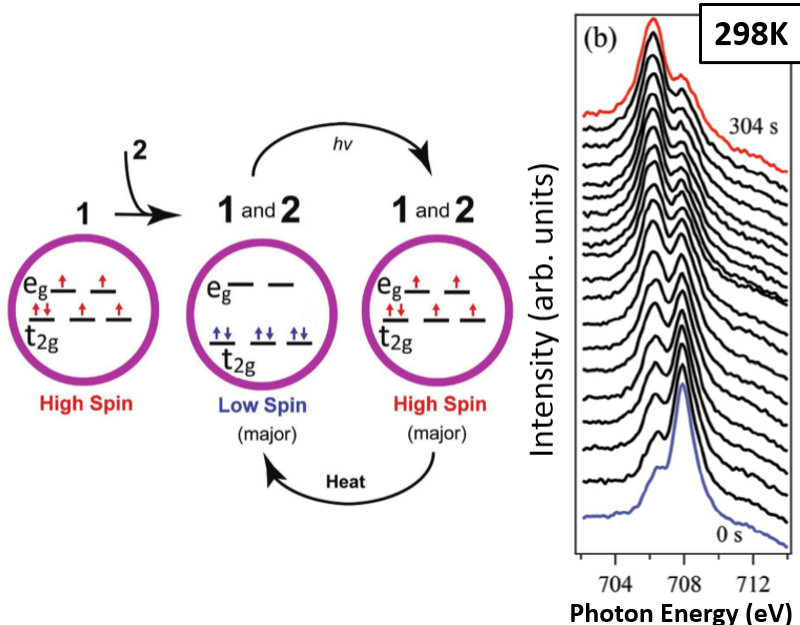 2
hν
1
1 and 2
1 and 2
eg
t2g
High Spin
eg
t2g
Low Spin
(major)
eg
t2g
High Spin
(major)
Heat
(b)
298K
304 s
0 s
Intensity (arb. units)
704 708 712
Photon Energy (eV)